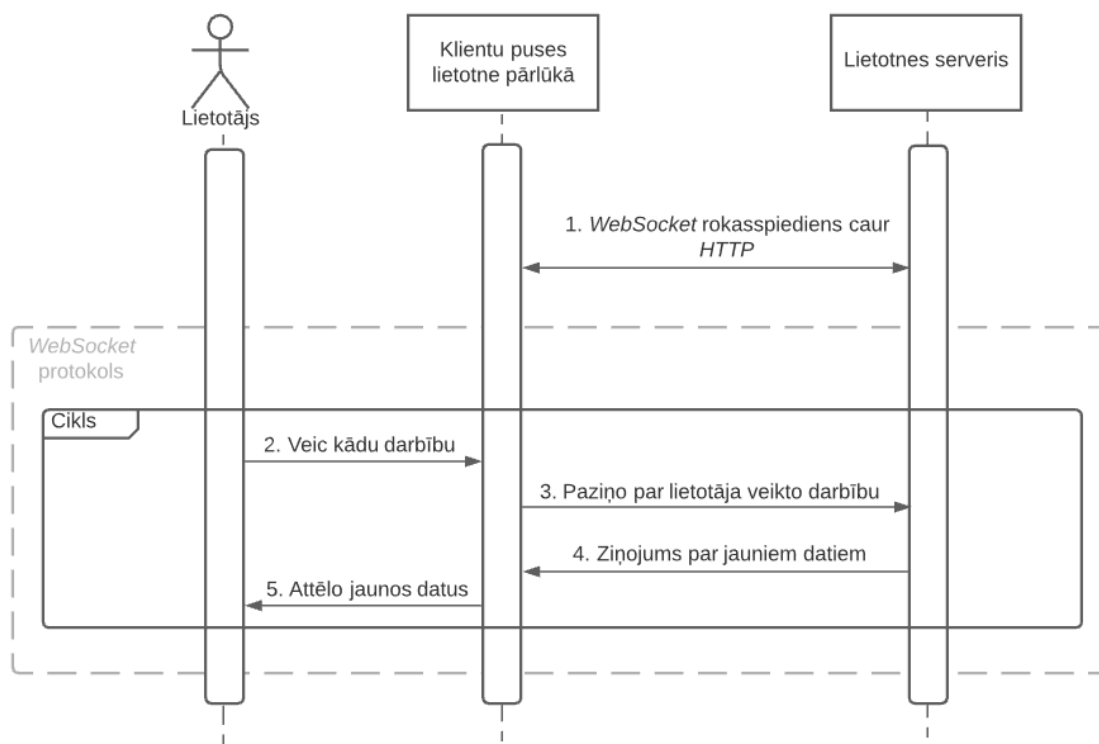 Klientu puses
lietotne pārlūkā
Lietotnes serveris
Lietotājs
1. WebSocket rokasspiediens caur
HTTP
WebSocket
protokols
Cikls
2. Veic kādu darbību
3. Paziņo par lietotāja veikto darbību
4. Ziņojums par jauniem datiem
5. Attēlo jaunos datus